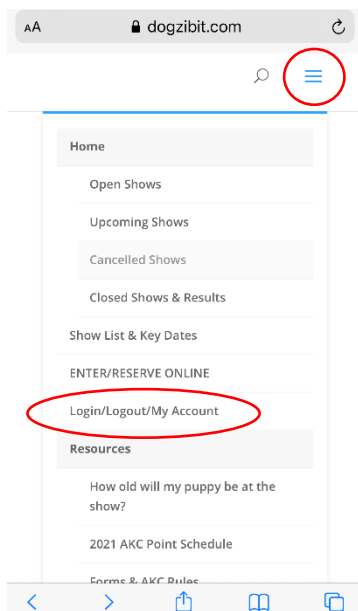 AA dogzibit.com
Home
Open Shows
Upcoming Shows
Cancelled Shows
Closed Shows & Results
Show List & Key Dates
ENTER/RESERVE ONLINE
Login/Logout/My Account
Resources
How old will my puppy be at the
show?
2021 AKC Point Schedule
Forms & AKC Rules